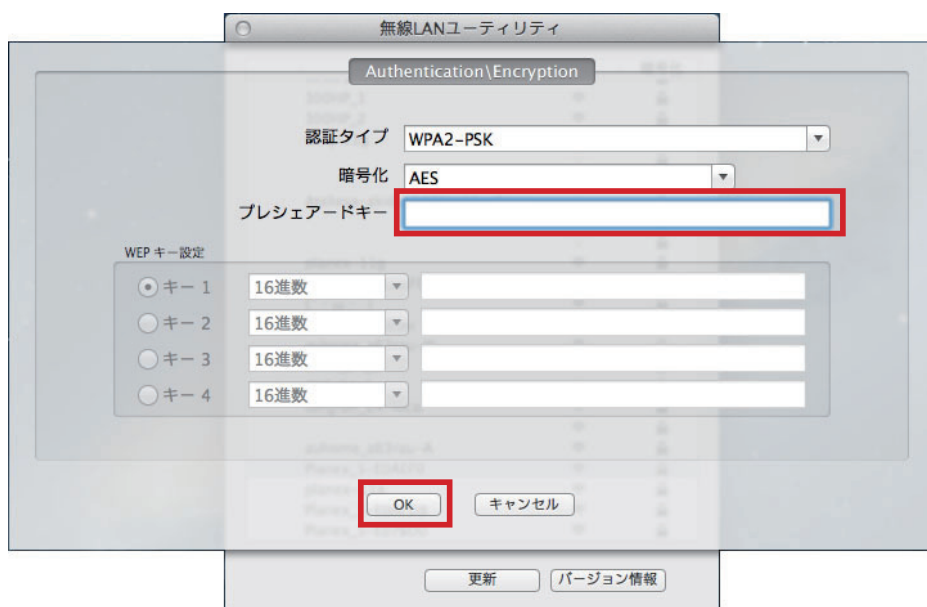 無線LANユーティリティ
Authentication\Encryption
認証タイプ WPA2-PSK
暗号化 AES
プレシェアードキー
WEP キー設定
キー 1 16進数
キー 2 16進数
キー 3 16進数
キー 4 16進数
OK キャンセル
更新 バージョン情報